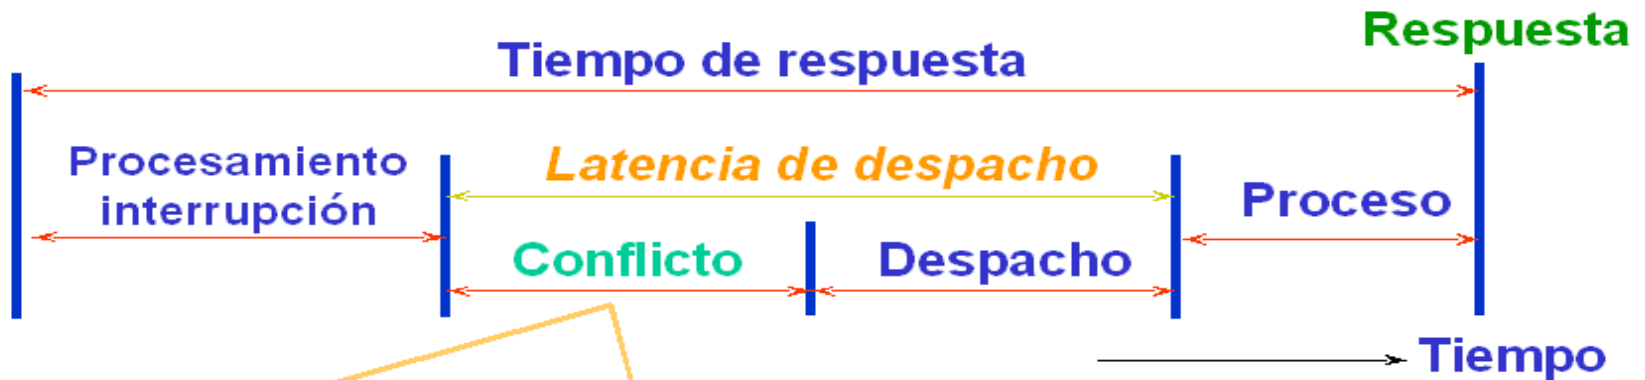 Respuesta
Tiempo de respuesta
Procesamiento
interrupción
Latencia de despacho
Proceso
Conflicto
Despacho
Tiempo